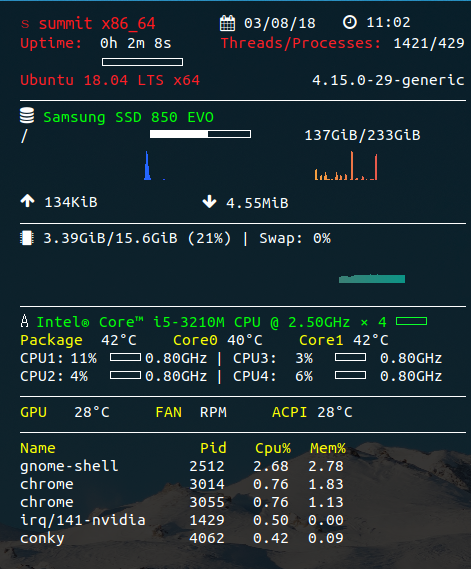 s summit x86_64 03/08/18 11:02
Uptime: 0h 2m 8s Threads/Processes: 1421/429
Ubuntu 18.04 LTS x64 4.15.0-29-generic
Samsung SSD 850 EVO
/ 137GiB/233GiB
134KiB 4.55MiB
3.39GiB/15.6GiB (21%) | Swap: 0%
Intel® Core™ i5-3210M CPU @ 2.50GHz × 4
Package 42°C Core0 40°C Core1 42°C
CPU1: 11% 0.80GHz | CPU3: 3% 0.80GHz
CPU2: 4% 0.80GHz | CPU4: 6% 0.80GHz
GPU 28°C FAN RPM ACPI 28°C
Name Pid Cpu% Mem%
gnome-shell 2512 2.68 2.78
chrome 3014 0.76 1.83
chrome 3055 0.76 1.13
irq/141-nvidia 1429 0.50 0.00
conky 4062 0.42 0.09